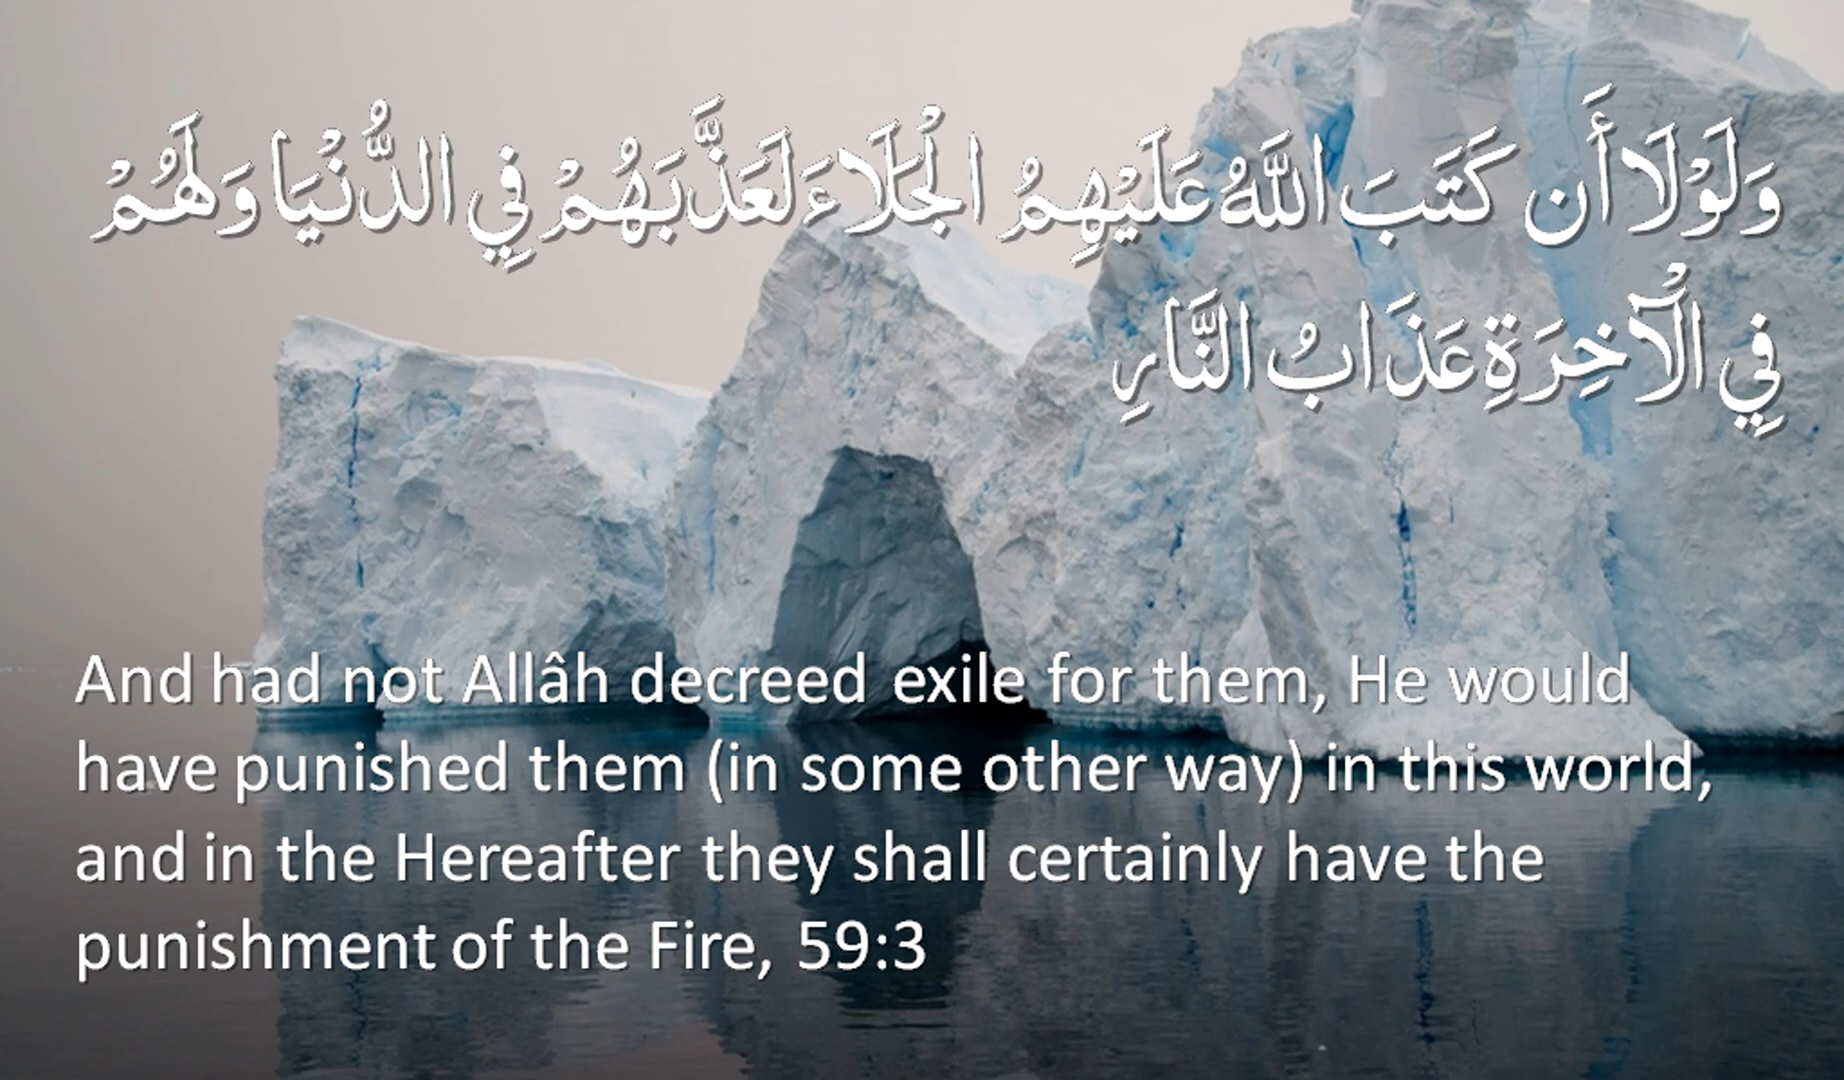 وَلَوْلَا أَن كَتَبَ اللَّهُ عَلَيْهِمُ الْجَلَاءَ لَعَذَّبَهُمْ فِي الدُّنْيَا وَلَهُمْ
فِي الْآخِرَةِ عَذَابُ النَّارِ
And had not Allâh decreed exile for them, He would
have punished them (in some other way) in this world,
and in the Hereafter they shall certainly have the
punishment of the Fire, 59:3